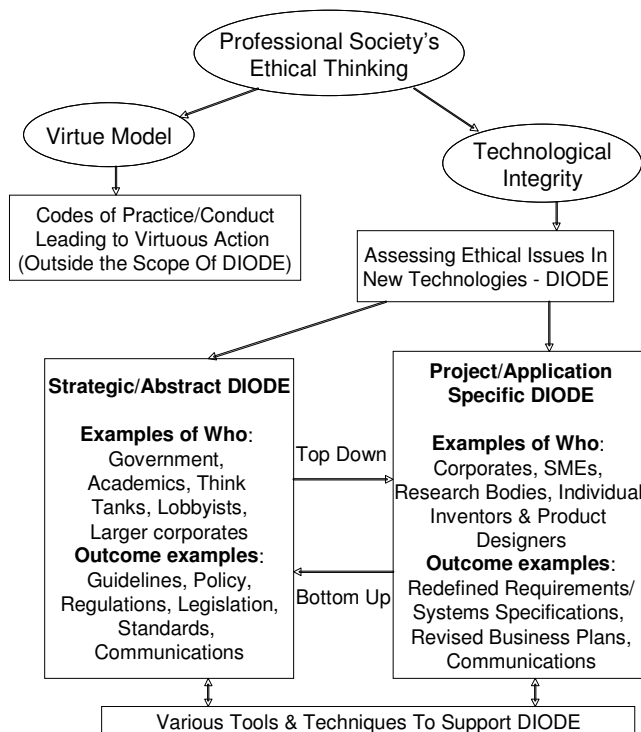 Professional Society's
Ethical Thinking
Virtue Model
Technological
Integrity
Codes of Practice/Conduct
Leading to Virtuous Action
(Outside the Scope Of DIODE)
Assessing Ethical Issues In
New Technologies - DIODE
Strategic/Abstract DIODE
Examples of Who:
Government,
Academics, Think
Tanks, Lobbyists,
Larger corporates
Outcome examples:
Guidelines, Policy,
Regulations, Legislation,
Standards,
Communications
Top Down
Bottom Up
Project/Application
Specific DIODE
Examples of Who:
Corporates, SMEs,
Research Bodies, Individual
Inventors & Product
Designers
Outcome examples:
Redefined Requirements/
Systems Specifications,
Revised Business Plans,
Communications
Various Tools & Techniques To Support DIODE